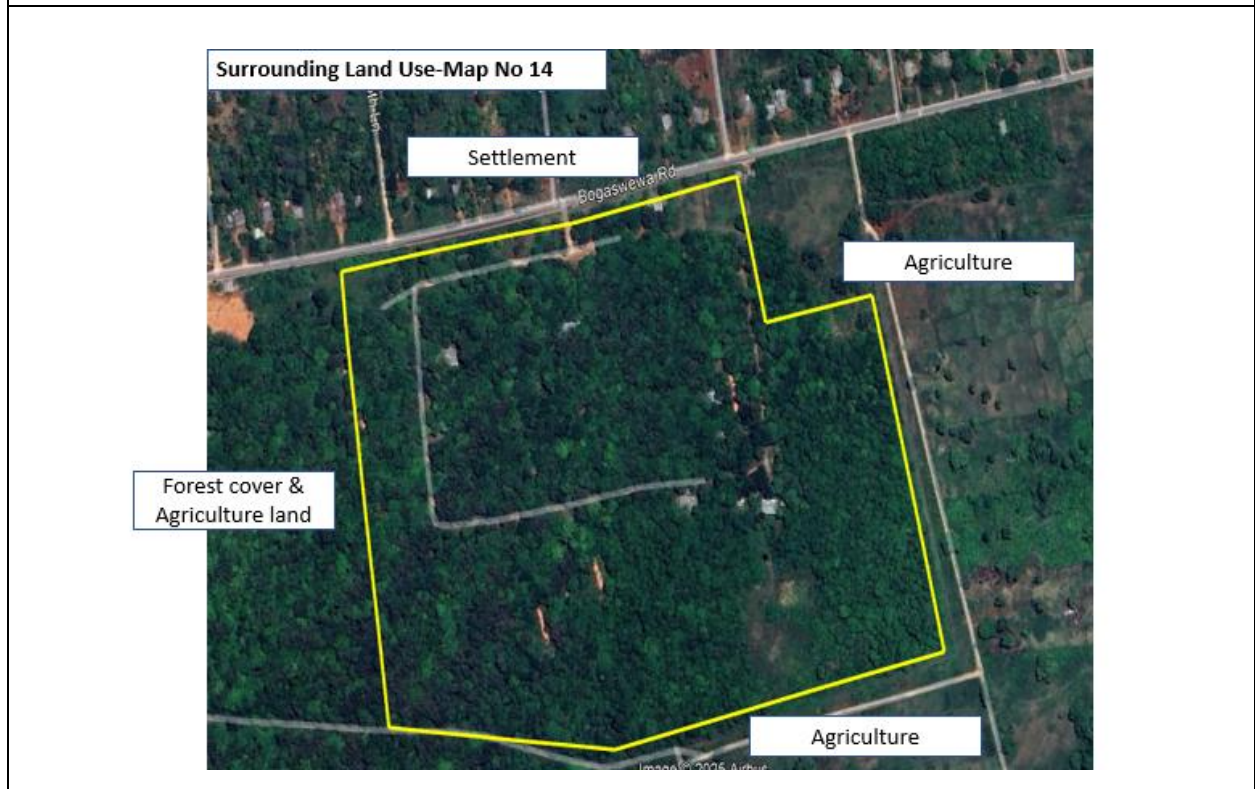 Surrounding Land Use-Map No 14
Settlement
Bogaswewa Rd
Agriculture
Forest cover &
Agriculture land
Agriculture
Image © 2025 Airbus